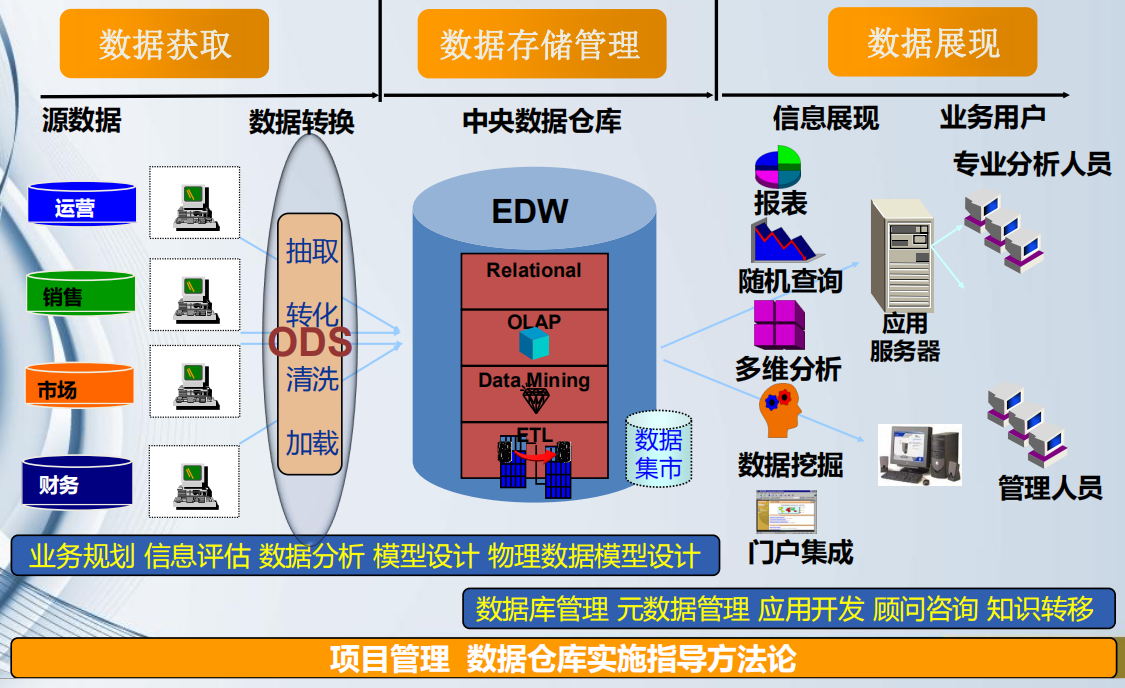 数据获取
数据存储管理
数据展现
源数据
数据转换
中央数据仓库
信息展现
业务用户
运营
销售
市场
财务
抽取
转化
ODS
清洗
加载
EDW
Relational
OLAP
Data Mining
ETL
数据
集市
报表
随机查询
多维分析
数据挖掘
门户集成
应用
服务器
专业分析人员
管理人员
业务规划 信息评估 数据分析 模型设计 物理数据模型设计
数据库管理 元数据管理 应用开发 顾问咨询 知识转移
项目管理 数据仓库实施指导方法论